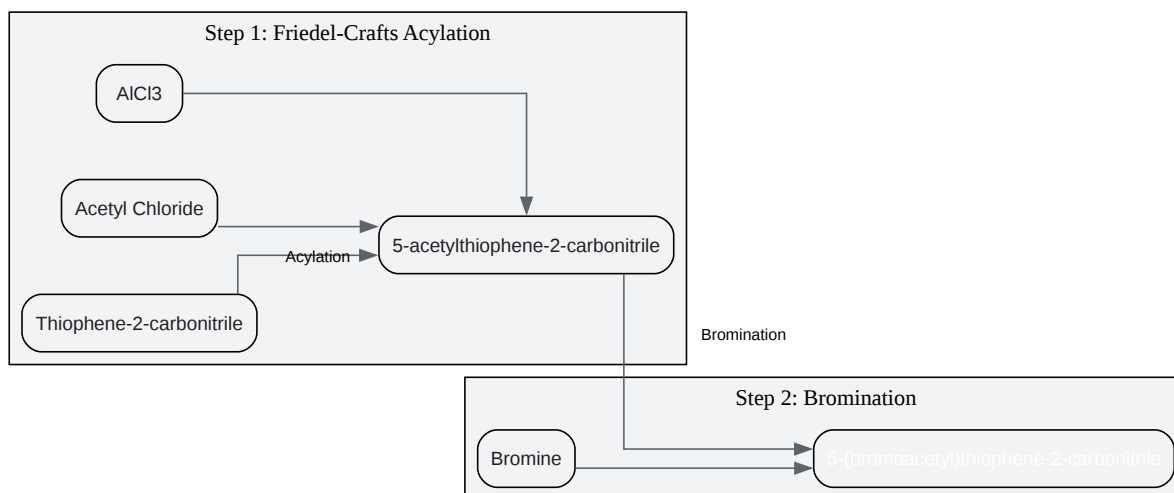 Step 1: Friedel-Crafts Acylation
AlCl3
Acetyl Chloride
5-acetylthiophene-2-carbonitrile
Acylation
Thiophene-2-carbonitrile
Bromination
Step 2: Bromination
Bromine
5-(bromoacetyl)thiophene-2-carbonitrile